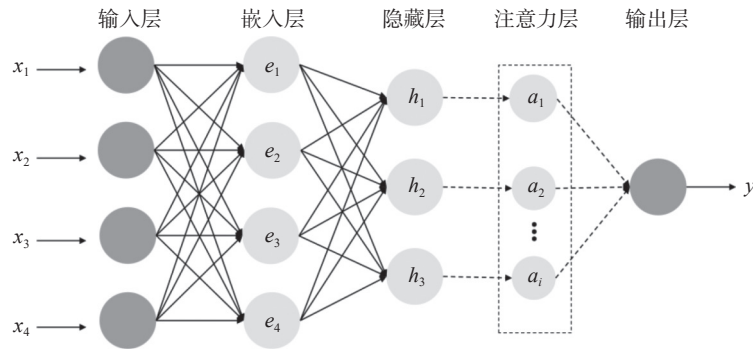 输入层 嵌入层 隐藏层 注意力层 输出层
x1 e1
h1 a1
x2 e2
h2 a2 y
x3 e3
h3 ai
x4 e4